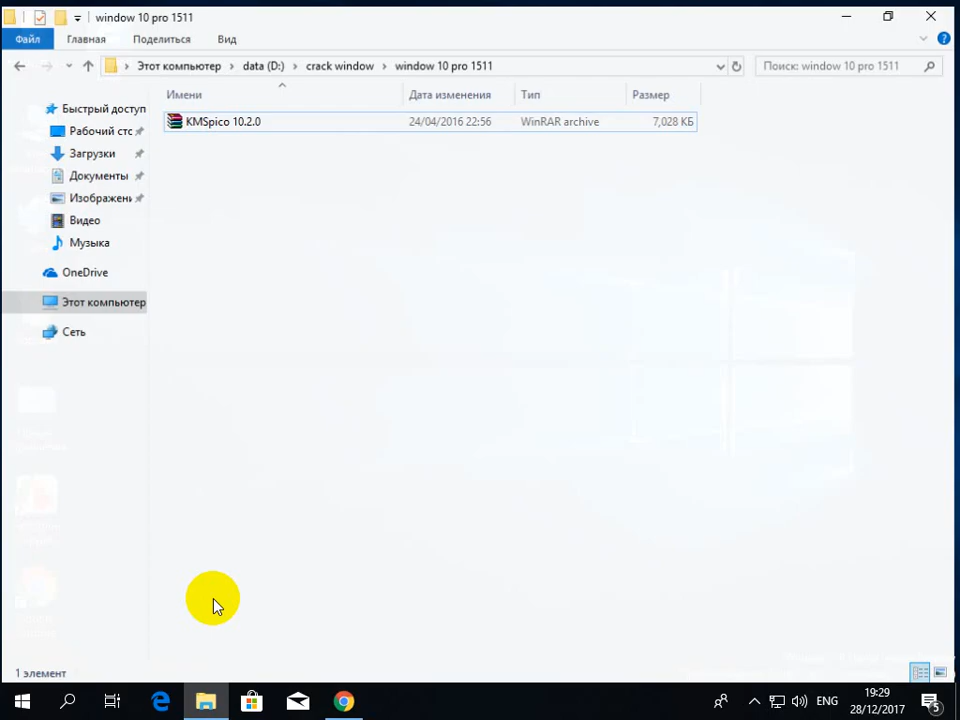 window 10 pro 1511
Файл Главная Поделиться Вид
Этот компьютер › data (D:) › crack window › window 10 pro 1511 Поиск: window 10 pro 1511
Имени Дата изменения Тип Размер
KMSpico 10.2.0 24/04/2016 22:56 WinRAR archive 7,028 КБ
Быстрый доступ
Рабочий стс
Загрузки
Документы
Изображени
Видео
Музыка
OneDrive
Этот компьютер
Сеть
1 элемент
ENG 19:29
28/12/2017
5